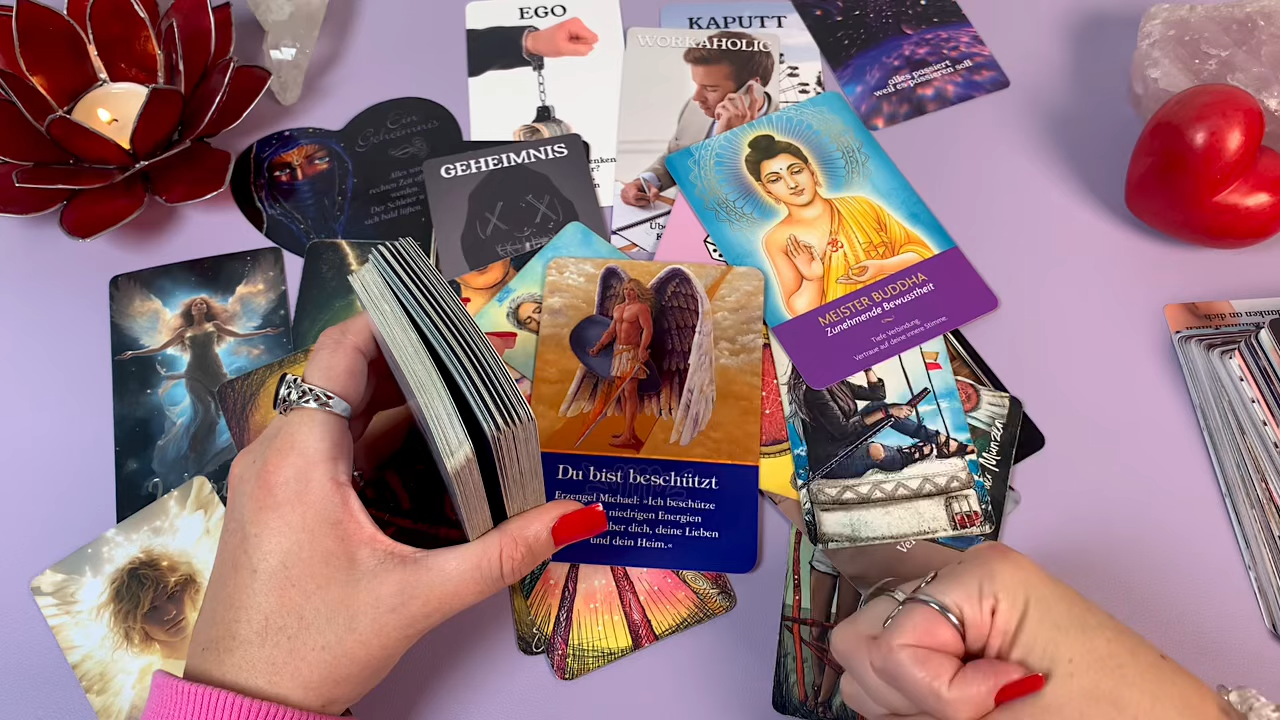 EGO
KAPUTT
WORKAHOLIC
alles passiert
weil es passieren soll
Ein
Geheimnis
Alles wird
rechten Zeit
werden.
Der Schleier
sich bald lüften.
GEHEIMNIS
MEISTER BUDDHA
Zunehmende Bewusstheit
Tiefe Verbindung.
Vertraue auf deine innere Stimme.
Du bist beschützt
Erzengel Michael: »Ich beschütze
niedrigen Energien
über dich, deine Lieben
und dein Heim.«
der Münzen